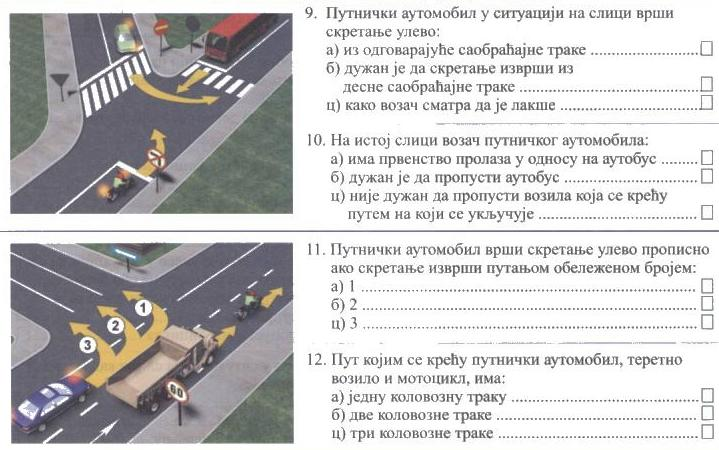 9. Путнички аутомобил у ситуацији на слици врши
скретање улево:
а) из одговарајуће саобраћајне траке
б) дужан је да скретање изврши из
десне саобраћајне траке
ц) како возач сматра да је лакше
10. На истој слици возач путничког аутомобила:
а) има првенство пролаза у односу на аутобус
б) дужан је да пропусти аутобус
ц) није дужан да пропусти возила која се крећу
путем на који се укључује
1
2
3
60
11. Путнички аутомобил врши скретање улево прописно
ако скретање изврши путањом обележеном бројем:
а) 1
б) 2
ц) 3
12. Пут којим се крећу путнички аутомобил, теретно
возило и мотоцикл, има:
а) једну коловозну траку
б) две коловозне траке
ц) три коловозне траке